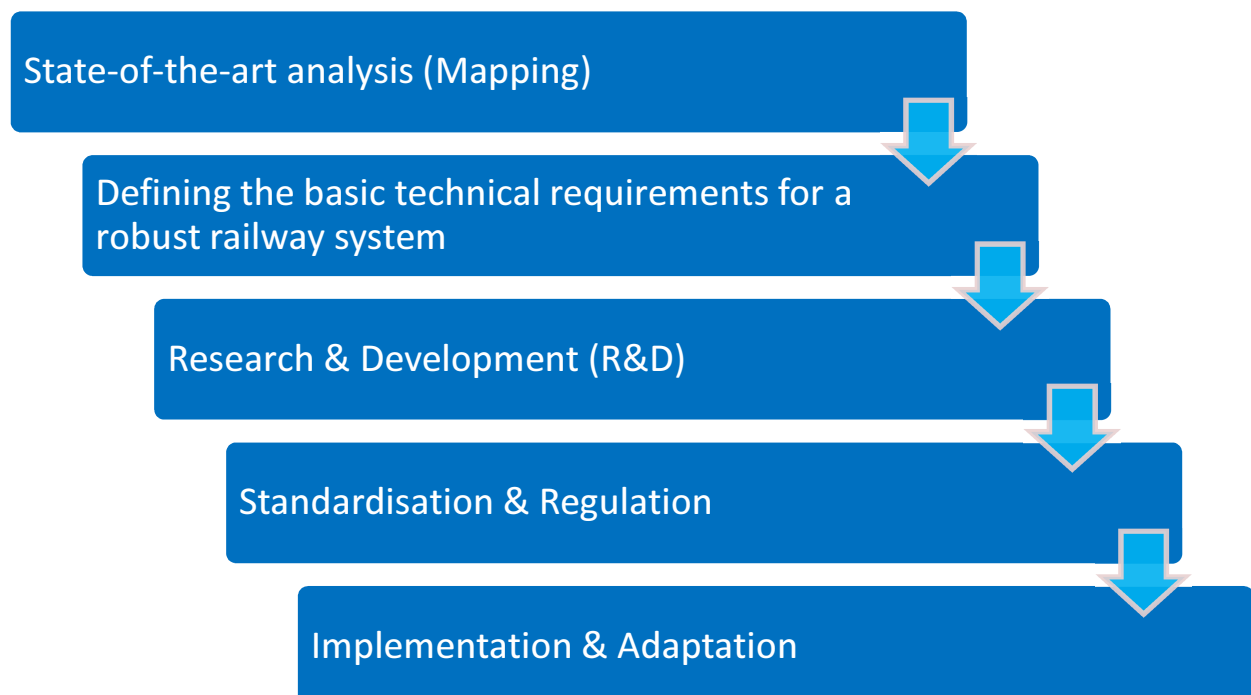 State-of-the-art analysis (Mapping)
Defining the basic technical requirements for a
robust railway system
Research & Development (R&D)
Standardisation & Regulation
Implementation & Adaptation